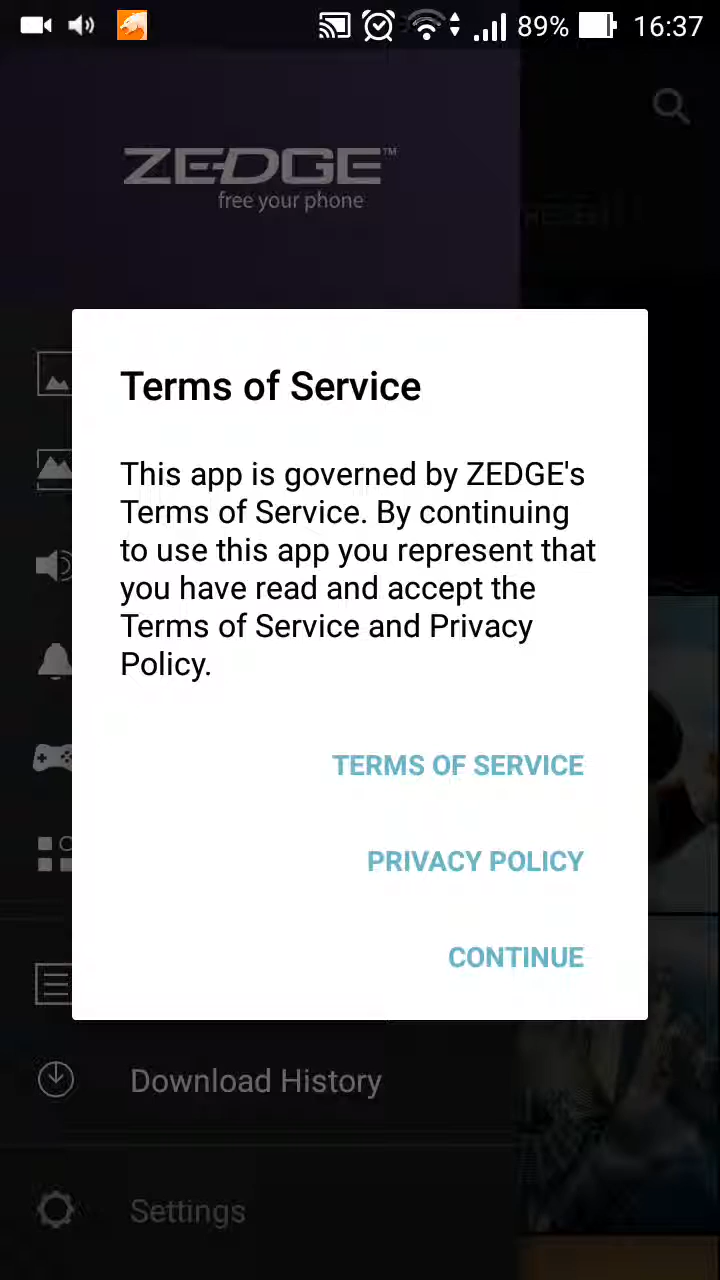 89% 16:37
ZEDGE™
free your phone
Terms of Service
This app is governed by ZEDGE's
Terms of Service. By continuing
to use this app you represent that
you have read and accept the
Terms of Service and Privacy
Policy.
TERMS OF SERVICE
PRIVACY POLICY
CONTINUE
Download History
Settings